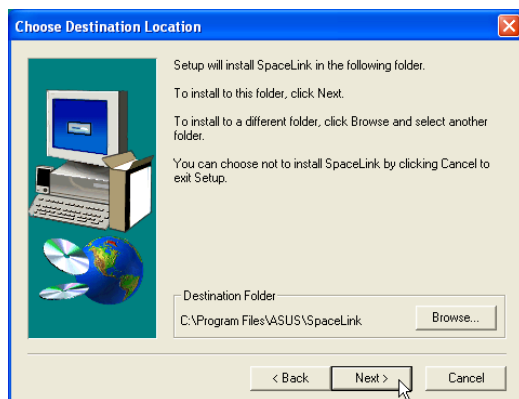 Choose Destination Location
Setup will install SpaceLink in the following folder.
To install to this folder, click Next.
To install to a different folder, click Browse and select another
folder.
You can choose not to install SpaceLink by clicking Cancel to
exit Setup.
Destination Folder
C:\Program Files\ASUS\SpaceLink
Browse...
< Back
Next >
Cancel